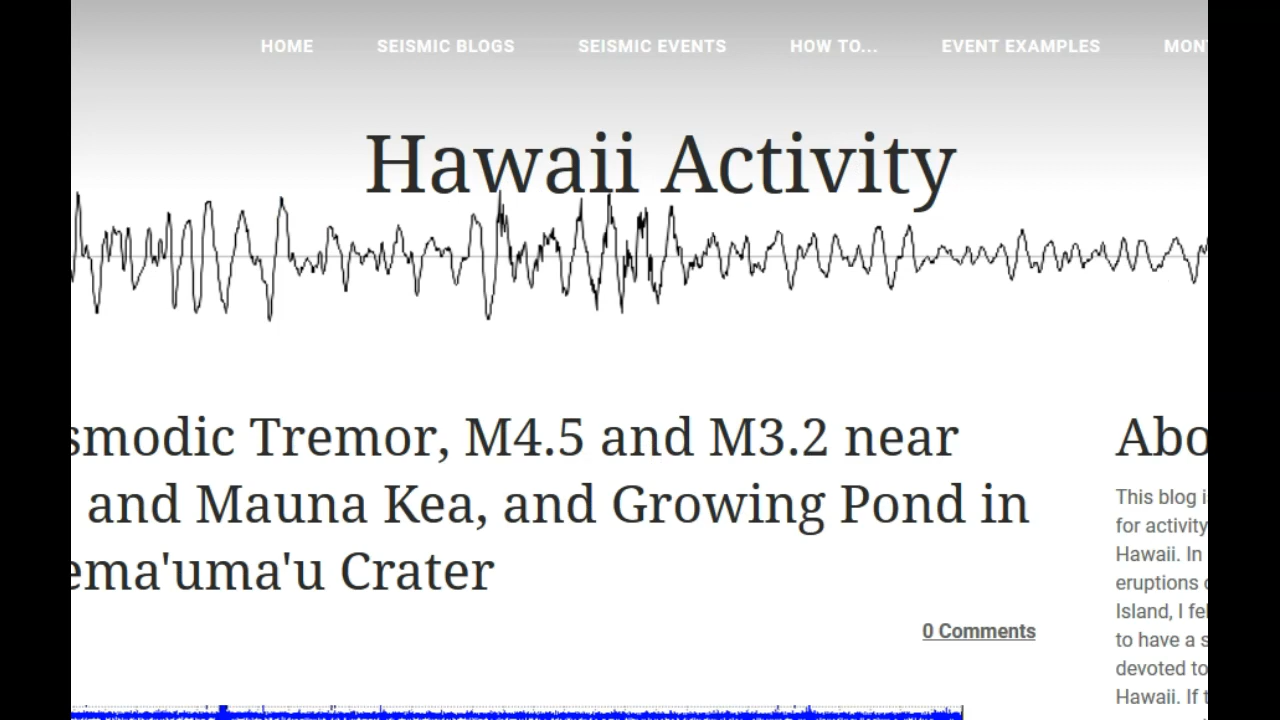 HOME SEISMIC BLOGS SEISMIC EVENTS HOW TO... EVENT EXAMPLES
Hawaii Activity
smodic Tremor, M4.5 and M3.2 near
and Mauna Kea, and Growing Pond in
ema'uma'u Crater
0 Comments
Abo
This blog i
for activity
Hawaii. In
eruptions
Island, I fel
to have a s
devoted to
Hawaii. If t